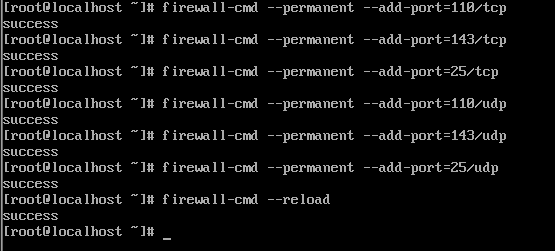 [root@localhost ~]# firewall-cmd --permanent --add-port=110/tcp
success
[root@localhost ~]# firewall-cmd --permanent --add-port=143/tcp
success
[root@localhost ~]# firewall-cmd --permanent --add-port=25/tcp
success
[root@localhost ~]# firewall-cmd --permanent --add-port=110/udp
success
[root@localhost ~]# firewall-cmd --permanent --add-port=143/udp
success
[root@localhost ~]# firewall-cmd --permanent --add-port=25/udp
success
[root@localhost ~]# firewall-cmd --reload
success
[root@localhost ~]# _